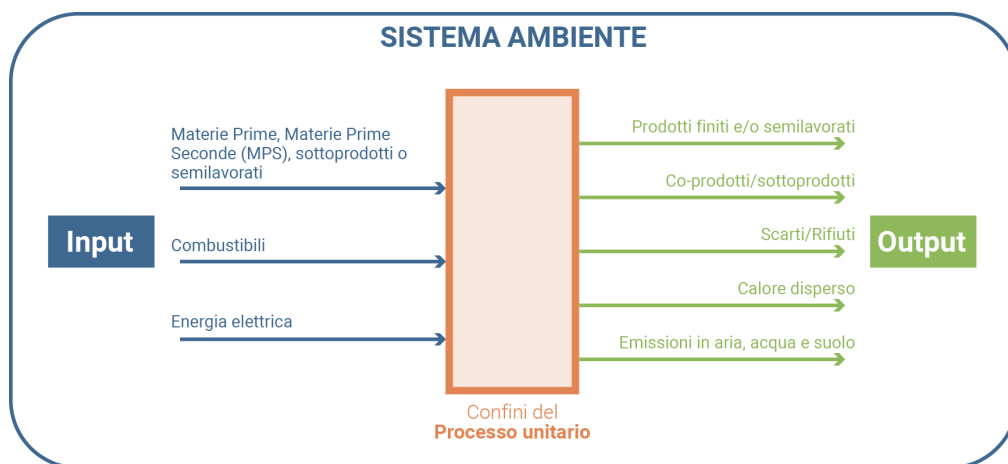 SISTEMA AMBIENTE
Input
Materie Prime, Materie Prime
Seconde (MPS), sottoprodotti o
semilavorati
Combustibili
Energia elettrica
Confini del
Processo unitario
Prodotti finiti e/o semilavorati
Co-prodotti/sottoprodotti
Scarti/Rifiuti
Calore disperso
Emissioni in aria, acqua e suolo
Output